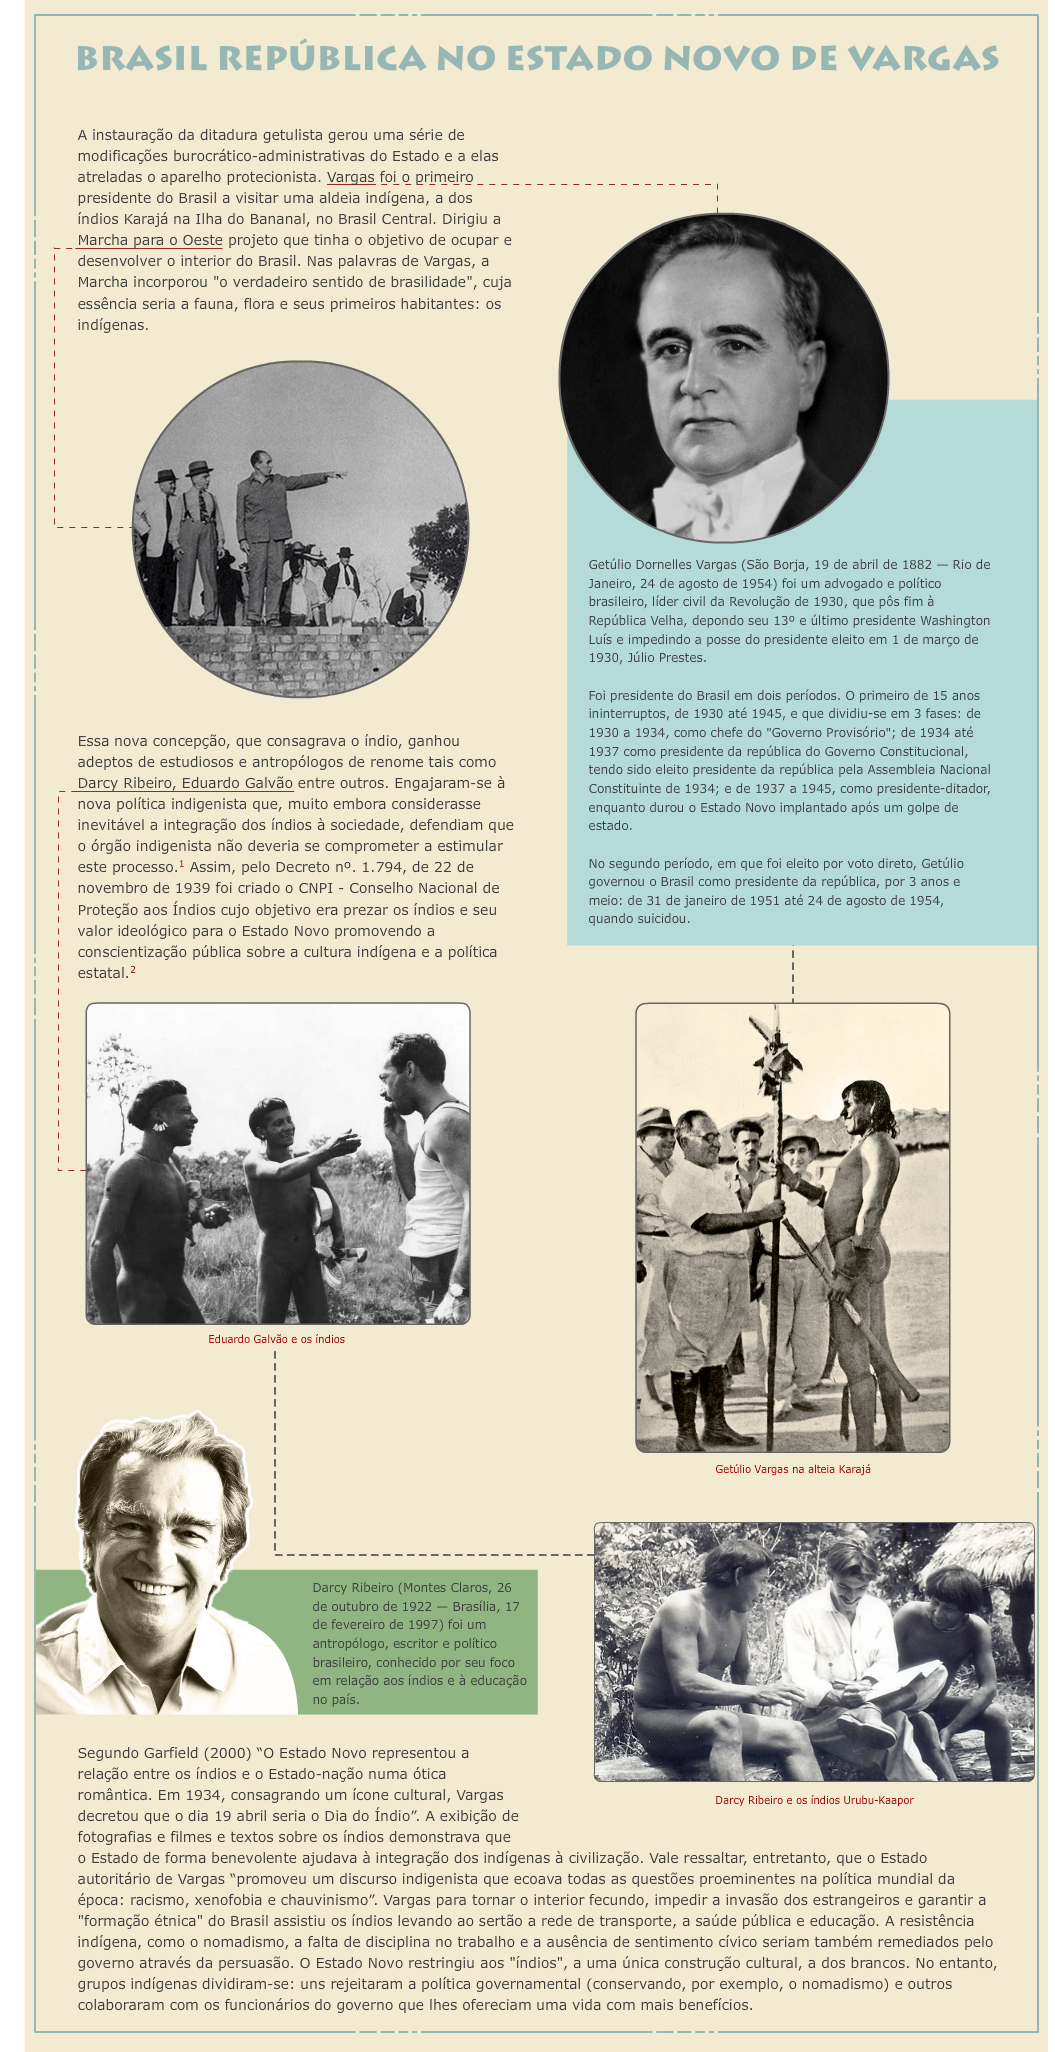 BRASIL REPÚBLICA NO ESTADO NOVO DE VARGAS
A instauração da ditadura getulista gerou uma série de
modificações burocrático-administrativas do Estado e a elas
atreladas o aparelho protecionista. Vargas foi o primeiro
presidente do Brasil a visitar uma aldeia indígena, a dos
índios Karajá na Ilha do Bananal, no Brasil Central. Dirigiu a
Marcha para o Oeste projeto que tinha o objetivo de ocupar e
desenvolver o interior do Brasil. Nas palavras de Vargas, a
Marcha incorporou "o verdadeiro sentido de brasilidade", cuja
essência seria a fauna, flora e seus primeiros habitantes: os
indígenas.
Getúlio Dornelles Vargas (São Borja, 19 de abril de 1882 — Rio de
Janeiro, 24 de agosto de 1954) foi um advogado e político
brasileiro, líder civil da Revolução de 1930, que pôs fim à
República Velha, depondo seu 13º e último presidente Washington
Luís e impedindo a posse do presidente eleito em 1 de março de
1930, Júlio Prestes.
Foi presidente do Brasil em dois períodos. O primeiro de 15 anos
ininterruptos, de 1930 até 1945, e que dividiu-se em 3 fases: de
1930 a 1934, como chefe do "Governo Provisório"; de 1934 até
1937 como presidente da república do Governo Constitucional,
tendo sido eleito presidente da república pela Assembleia Nacional
Constituinte de 1934; e de 1937 a 1945, como presidente-ditador,
enquanto durou o Estado Novo implantado após um golpe de
estado.
No segundo período, em que foi eleito por voto direto, Getúlio
governou o Brasil como presidente da república, por 3 anos e
meio: de 31 de janeiro de 1951 até 24 de agosto de 1954,
quando suicidou.
Essa nova concepção, que consagrava o índio, ganhou
adeptos de estudiosos e antropólogos de renome tais como
Darcy Ribeiro, Eduardo Galvão entre outros. Engajaram-se à
nova política indigenista que, muito embora considerasse
inevitável a integração dos índios à sociedade, defendiam que
o órgão indigenista não deveria se comprometer a estimular
este processo.1 Assim, pelo Decreto nº. 1.794, de 22 de
novembro de 1939 foi criado o CNPI - Conselho Nacional de
Proteção aos Índios cujo objetivo era prezar os índios e seu
valor ideológico para o Estado Novo promovendo a
conscientização pública sobre a cultura indígena e a política
estatal.2
Eduardo Galvão e os índios
Getúlio Vargas na alteia Karajá
Darcy Ribeiro (Montes Claros, 26
de outubro de 1922 — Brasília, 17
de fevereiro de 1997) foi um
antropólogo, escritor e político
brasileiro, conhecido por seu foco
em relação aos índios e à educação
no país.
Darcy Ribeiro e os índios Urubu-Kaapor
Segundo Garfield (2000) “O Estado Novo representou a
relação entre os índios e o Estado-nação numa ótica
romântica. Em 1934, consagrando um ícone cultural, Vargas
decretou que o dia 19 abril seria o Dia do Índio”. A exibição de
fotografias e filmes e textos sobre os índios demonstrava que
o Estado de forma benevolente ajudava à integração dos indígenas à civilização. Vale ressaltar, entretanto, que o Estado
autoritário de Vargas “promoveu um discurso indigenista que ecoava todas as questões proeminentes na política mundial da
época: racismo, xenofobia e chauvinismo”. Vargas para tornar o interior fecundo, impedir a invasão dos estrangeiros e garantir a
"formação étnica" do Brasil assistiu os índios levando ao sertão a rede de transporte, a saúde pública e educação. A resistência
indígena, como o nomadismo, a falta de disciplina no trabalho e a ausência de sentimento cívico seriam também remediados pelo
governo através da persuasão. O Estado Novo restringiu aos "índios", a uma única construção cultural, a dos brancos. No entanto,
grupos indígenas dividiram-se: uns rejeitaram a política governamental (conservando, por exemplo, o nomadismo) e outros
colaboraram com os funcionários do governo que lhes ofereciam uma vida com mais benefícios.